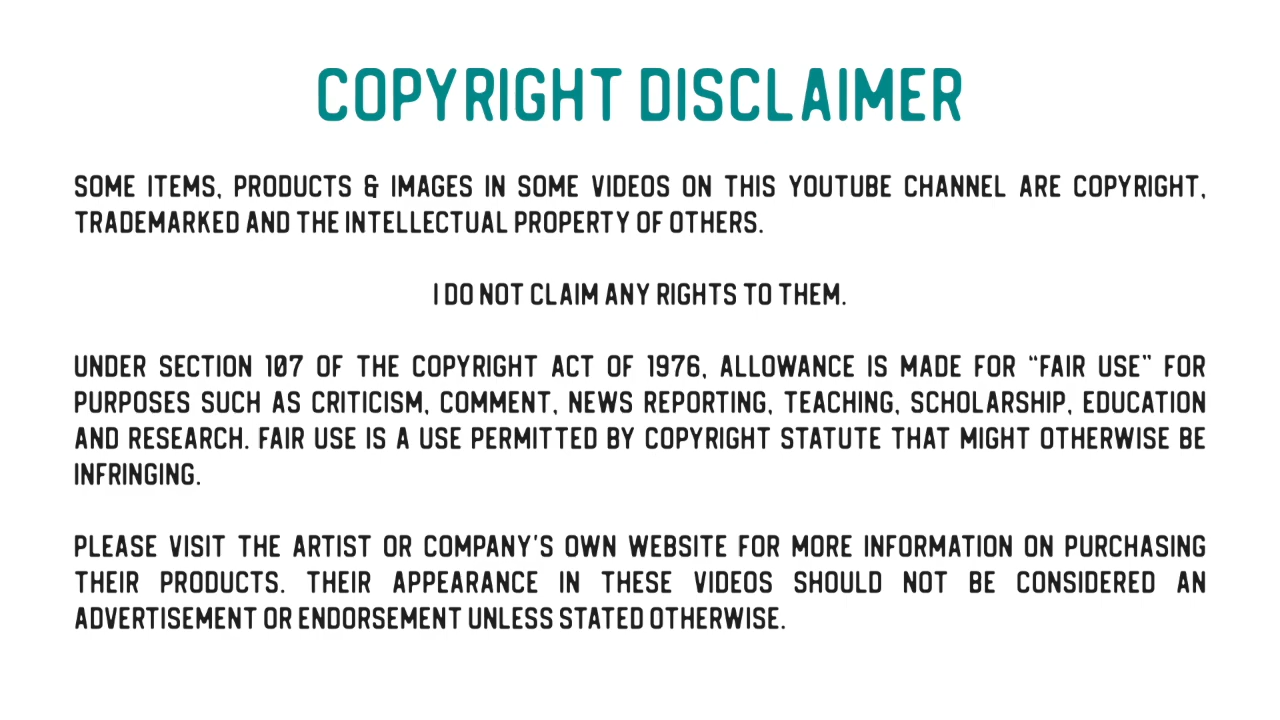 COPYRIGHT DISCLAIMER
SOME ITEMS, PRODUCTS & IMAGES IN SOME VIDEOS ON THIS YOUTUBE CHANNEL ARE COPYRIGHT,
TRADEMARKED AND THE INTELLECTUAL PROPERTY OF OTHERS.
I DO NOT CLAIM ANY RIGHTS TO THEM.
UNDER SECTION 107 OF THE COPYRIGHT ACT OF 1976, ALLOWANCE IS MADE FOR “FAIR USE” FOR
PURPOSES SUCH AS CRITICISM, COMMENT, NEWS REPORTING, TEACHING, SCHOLARSHIP, EDUCATION
AND RESEARCH. FAIR USE IS A USE PERMITTED BY COPYRIGHT STATUTE THAT MIGHT OTHERWISE BE
INFRINGING.
PLEASE VISIT THE ARTIST OR COMPANY'S OWN WEBSITE FOR MORE INFORMATION ON PURCHASING
THEIR PRODUCTS. THEIR APPEARANCE IN THESE VIDEOS SHOULD NOT BE CONSIDERED AN
ADVERTISEMENT OR ENDORSEMENT UNLESS STATED OTHERWISE.